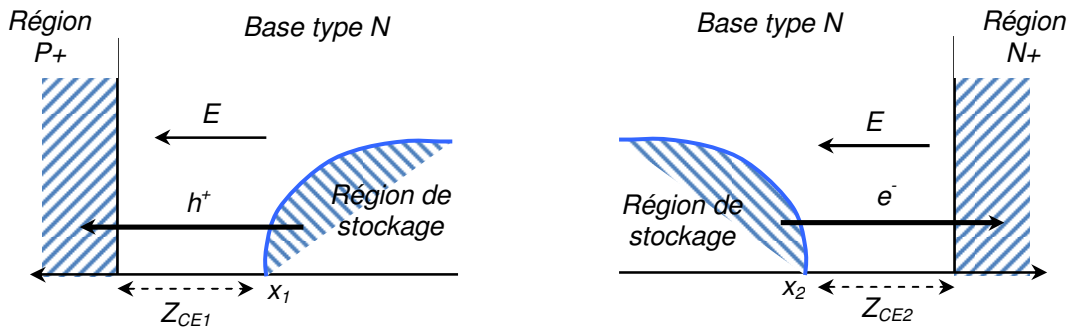 Région
P+
Base type N
E
h+
Région de
stockage
x1
ZCE1
Base type N
Région
N+
E
e-
Région de
stockage
x2
ZCE2